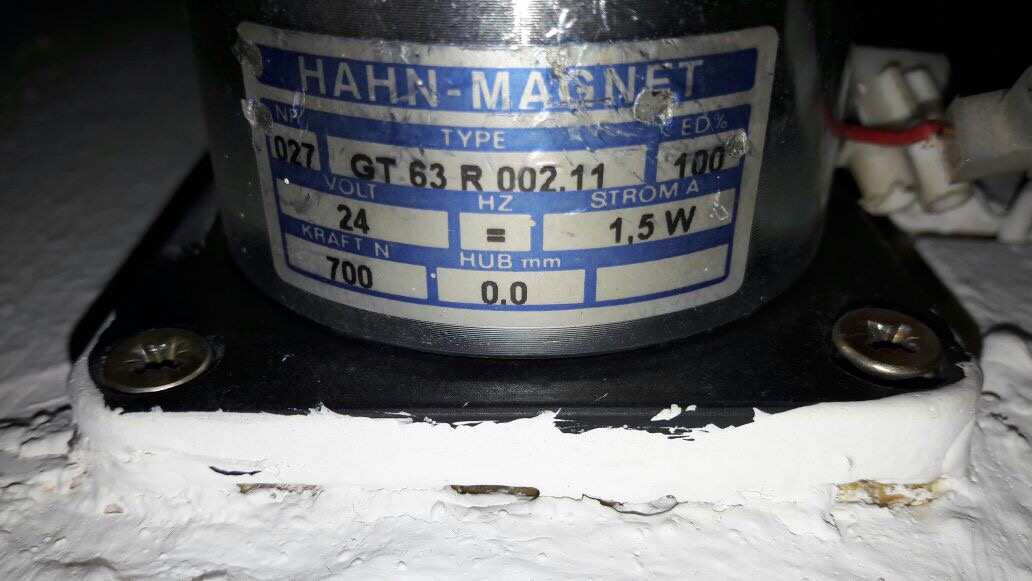 HAHN-MAGNET
NR TYPE ED%
027 GT 63 R 002.11 100
VOLT HZ STROM A
24 = 1,5 W
KRAFT N HUB mm
700 0.0